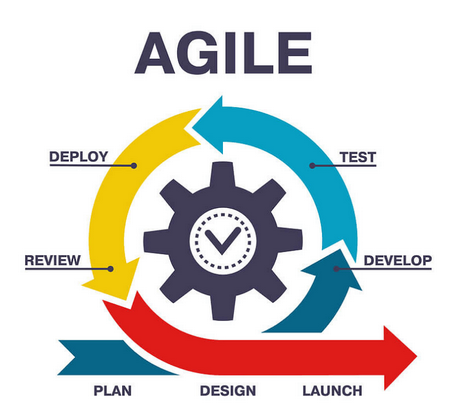 AGILE
DEPLOY
TEST
REVIEW
DEVELOP
PLAN
DESIGN
LAUNCH